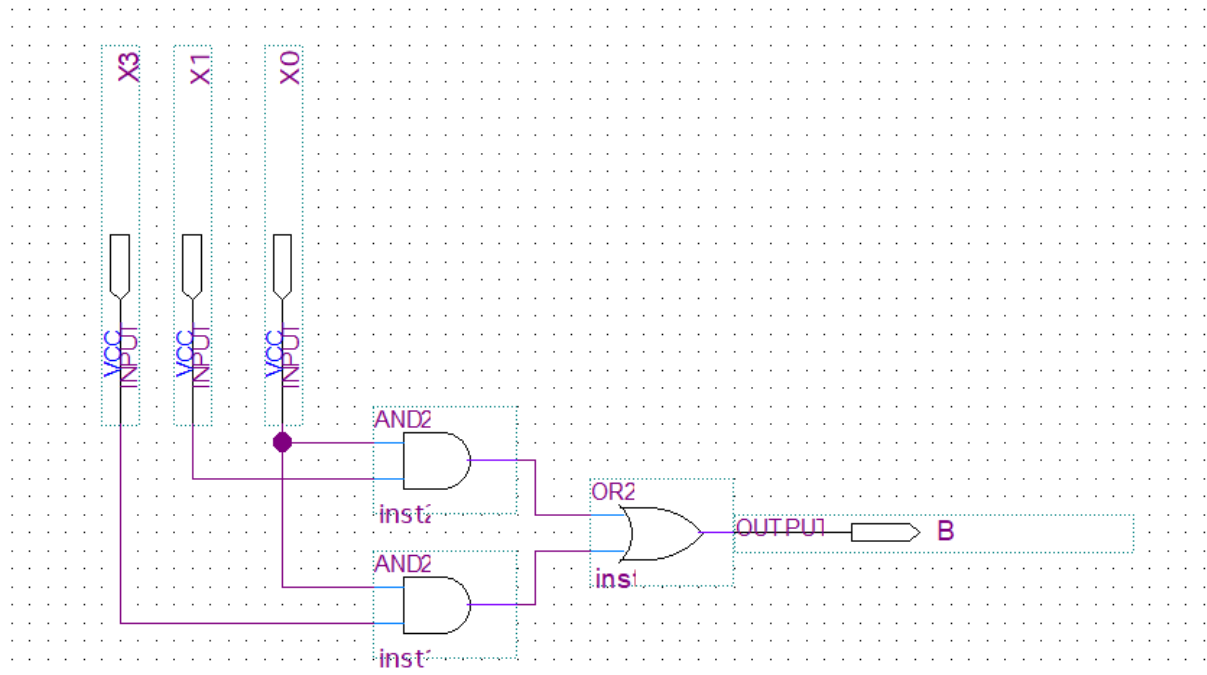 X3
X1
X0
VCC
INPUT
VCC
INPUT
VCC
INPUT
AND2
OR2
OUTPUT
B
AND2